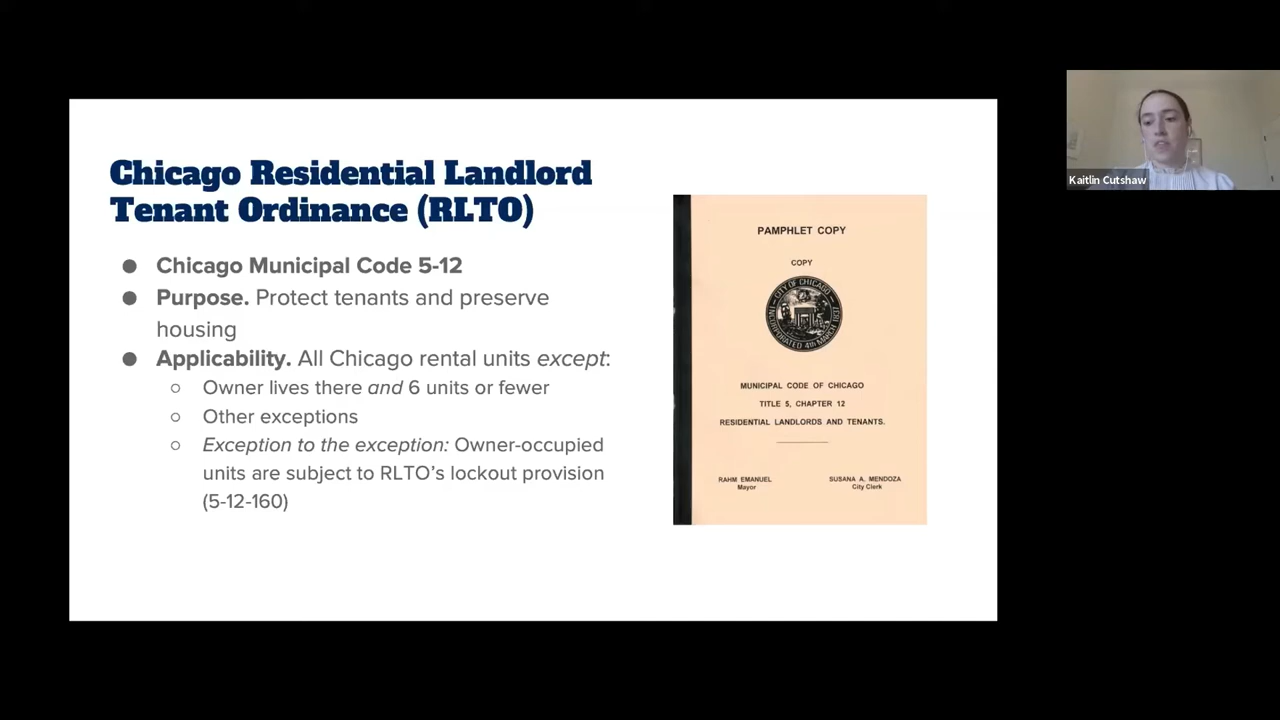 Chicago Residential Landlord
Tenant Ordinance (RLTO)
● Chicago Municipal Code 5-12
● Purpose. Protect tenants and preserve
housing
● Applicability. All Chicago rental units except:
○ Owner lives there and 6 units or fewer
○ Other exceptions
○ Exception to the exception: Owner-occupied
units are subject to RLTO's lockout provision
(5-12-160)
PAMPHLET COPY
COPY
CITY OF CHICAGO
INCORPORATED 4th MARCH 1837
MUNICIPAL CODE OF CHICAGO
TITLE 5, CHAPTER 12
RESIDENTIAL LANDLORDS AND TENANTS.
RAHM EMANUEL
Mayor
SUSANA A. MENDOZA
City Clerk
Kaitlin Cutshaw